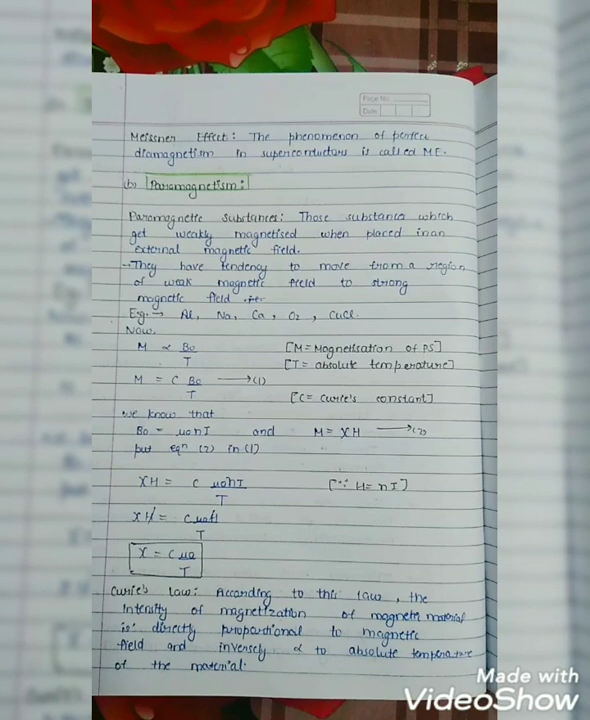 Page No.
Date
Meissner Effect: The phenomenon of perfect
diamagnetism in superconductors is called ME.
(b) Paramagnetism:
Paramagnetic substances: Those substance which
get weakly magnetised when placed in an
external magnetic field.
→ They have tendency to move from a region
of weak magnetic field to strong
magnetic field
Eg. → Al, Na, Ca, O₂, CuCl.
Now,
M ∝ B₀/T [M = Magnetisation of PS]
[T = absolute temperature]
M = C B₀/T → (1)
[C = Curie's constant]
we know that
B₀ = μ₀nI and M = χH → (2)
put eqⁿ (2) in (1)
χH = C μ₀nI/T [∵ H = nI]
χH = Cμ₀H/T
χ = Cμ₀/T
Curie's law: According to this law, the
intensity of magnetization of magnetic material
is directly proportional to magnetic
field and inversely ∝ to absolute temperature
of the material.
Made with
VideoShow